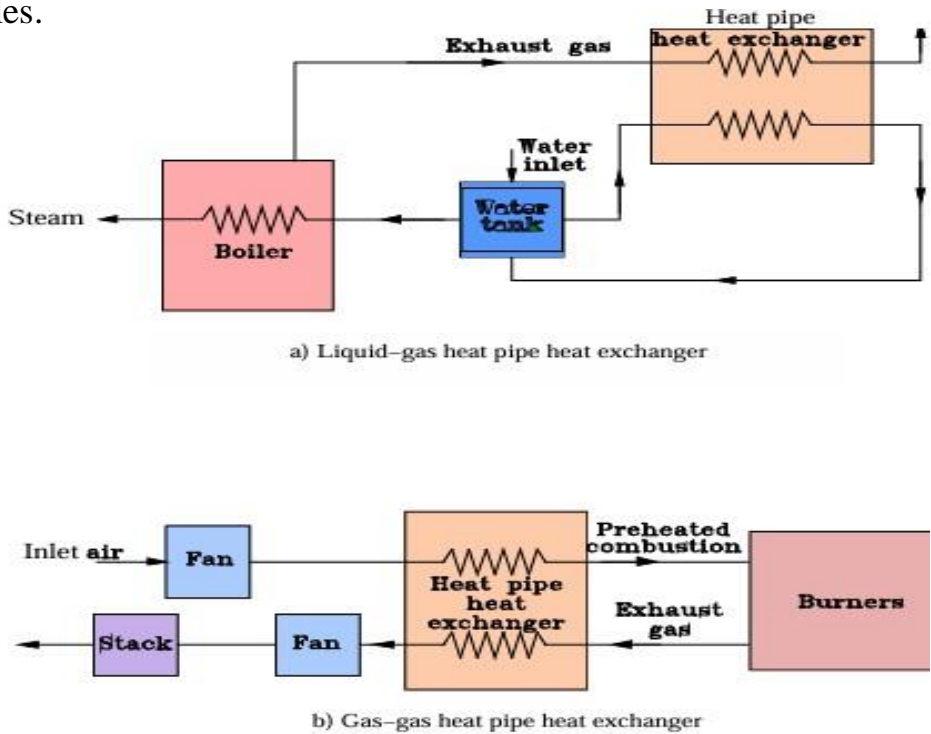 les.
Heat pipe
heat exchanger
Exhaust gas
Water
inlet
Water
tank
Steam
Boiler
a) Liquid–gas heat pipe heat exchanger
Preheated
combustion
Inlet air
Fan
Heat pipe
heat
exchanger
Burners
Exhaust
gas
Stack
Fan
b) Gas–gas heat pipe heat exchanger